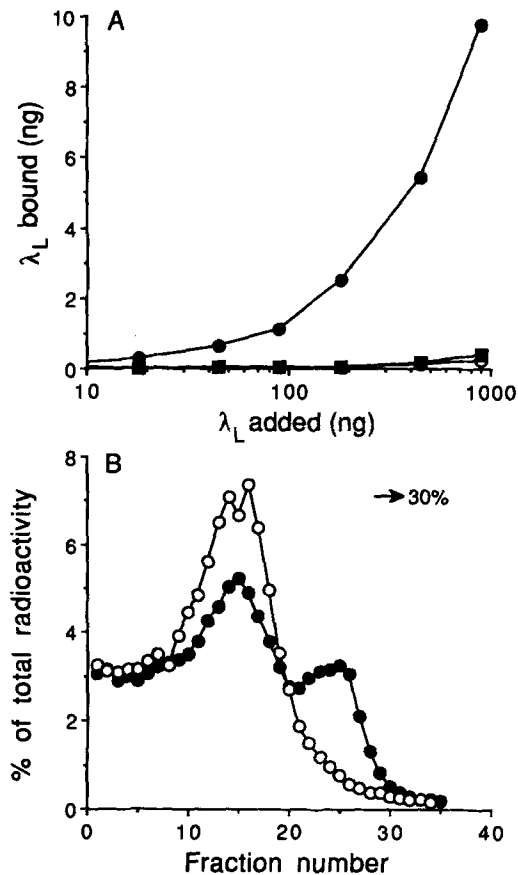 A
10
8
6
4
2
0
λL bound (ng)
10 100 1000
λL added (ng)
B
8
6
4
2
0
% of total radioactivity
→30%
0 10 20 30 40
Fraction number